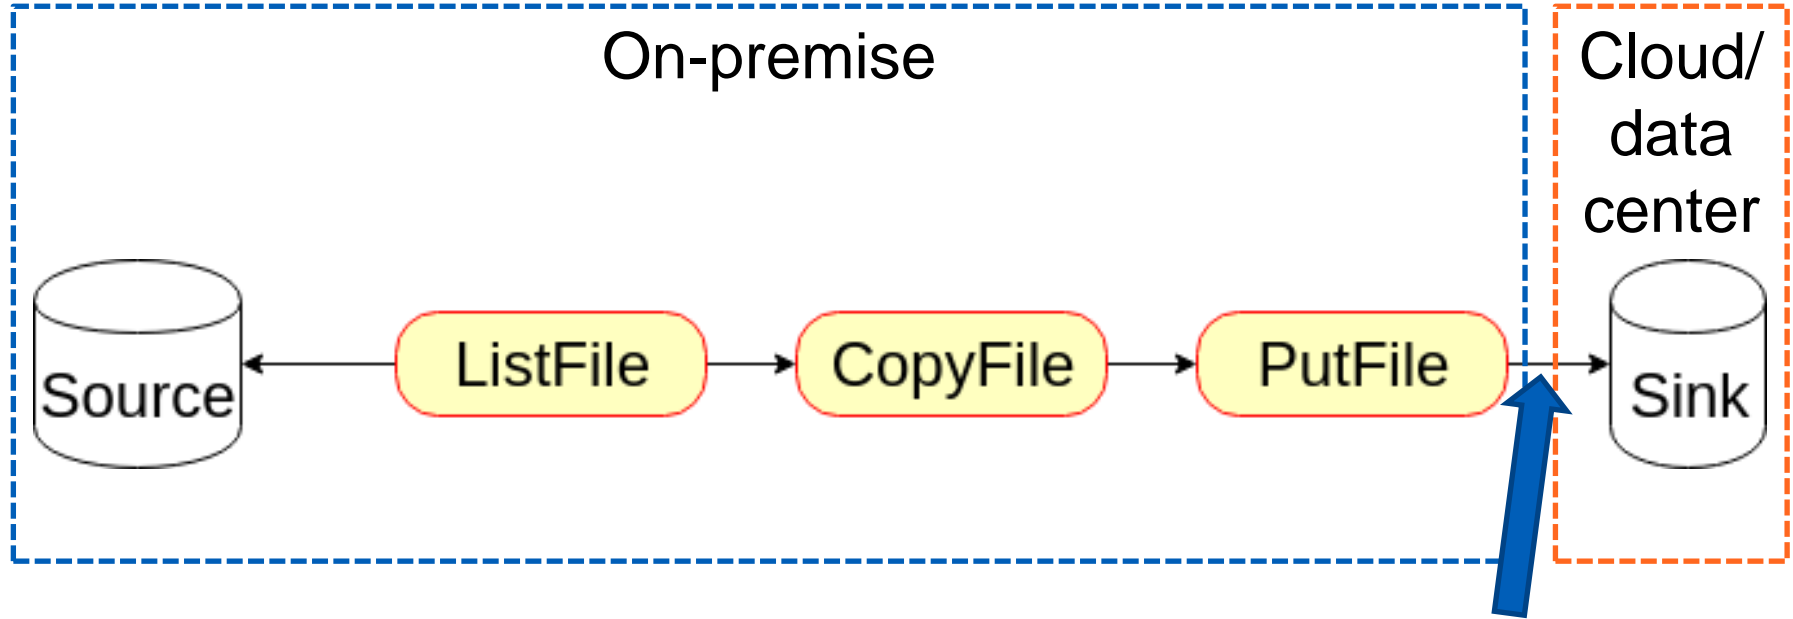 On-premise
Cloud/
data
center
Source
ListFile
CopyFile
PutFile
Sink